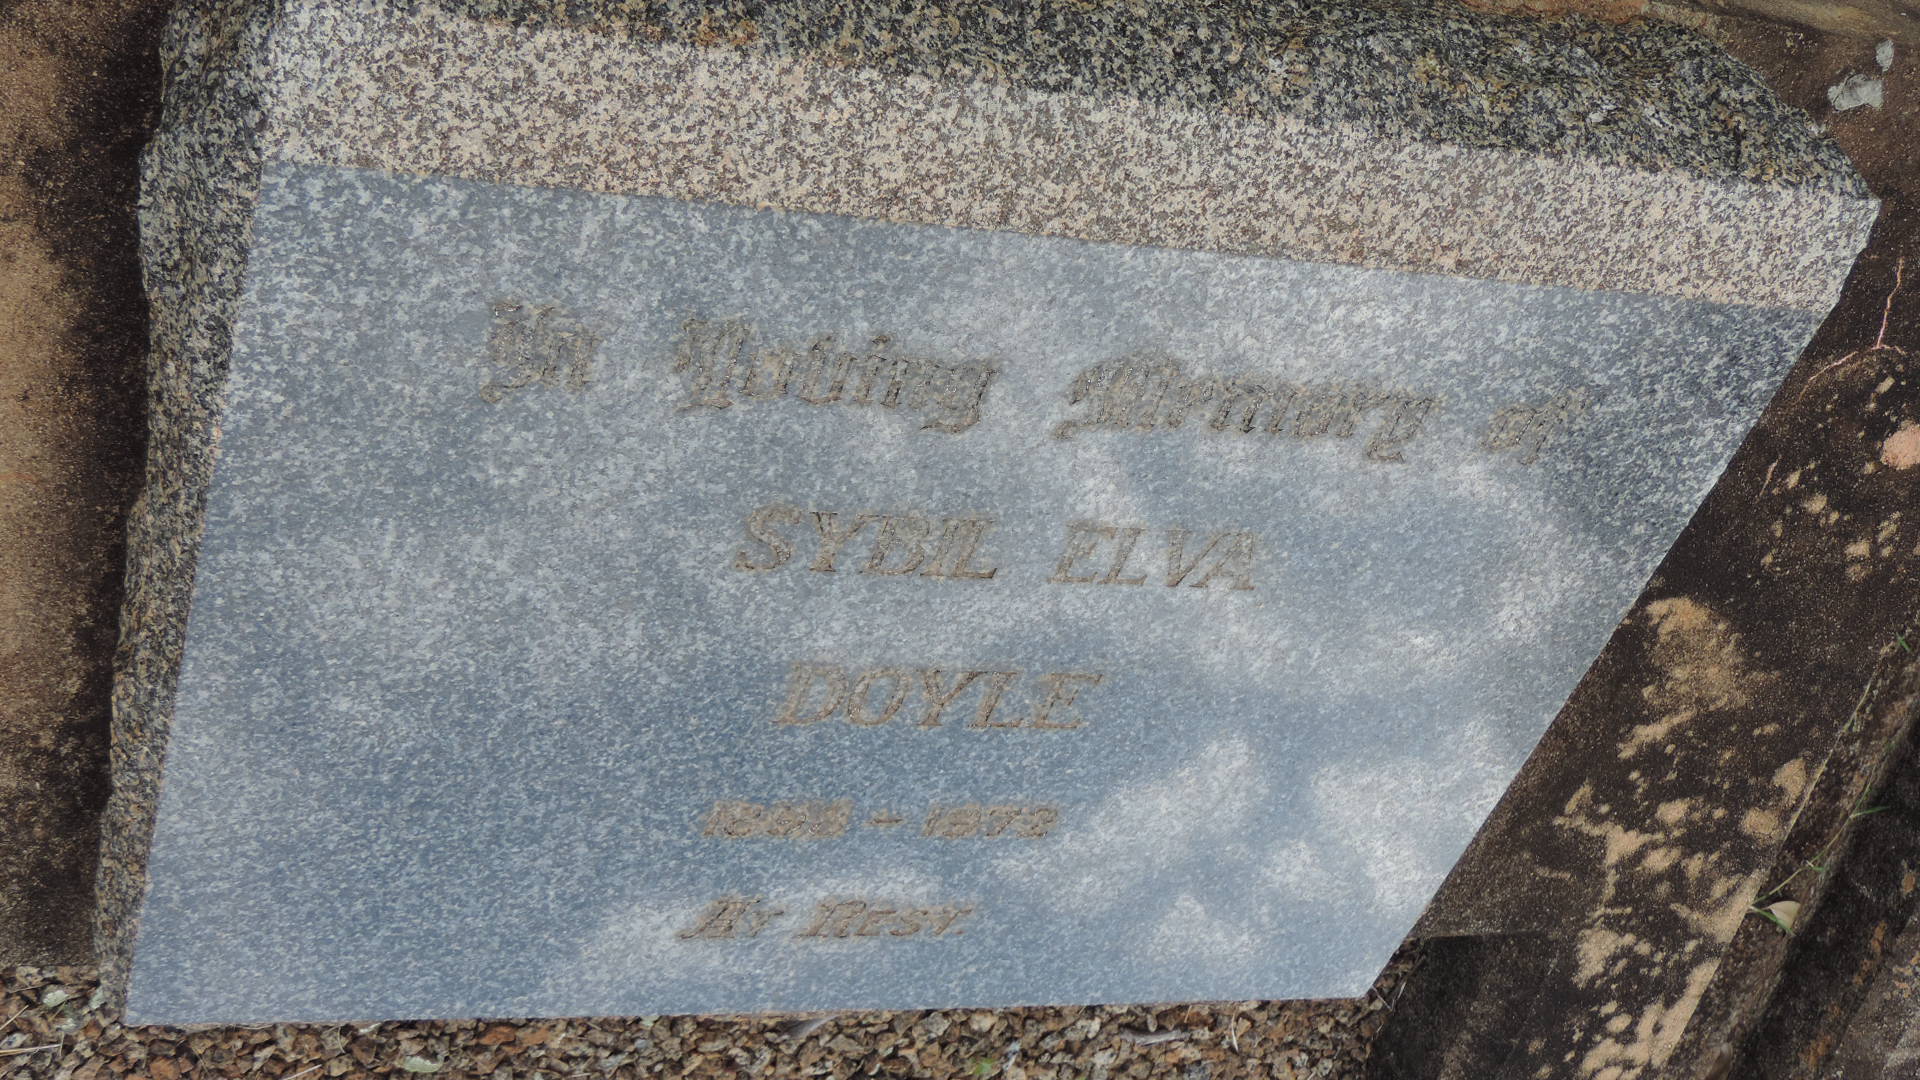 In Loving Memory of
SYBIL ELVA
DOYLE
At Rest.